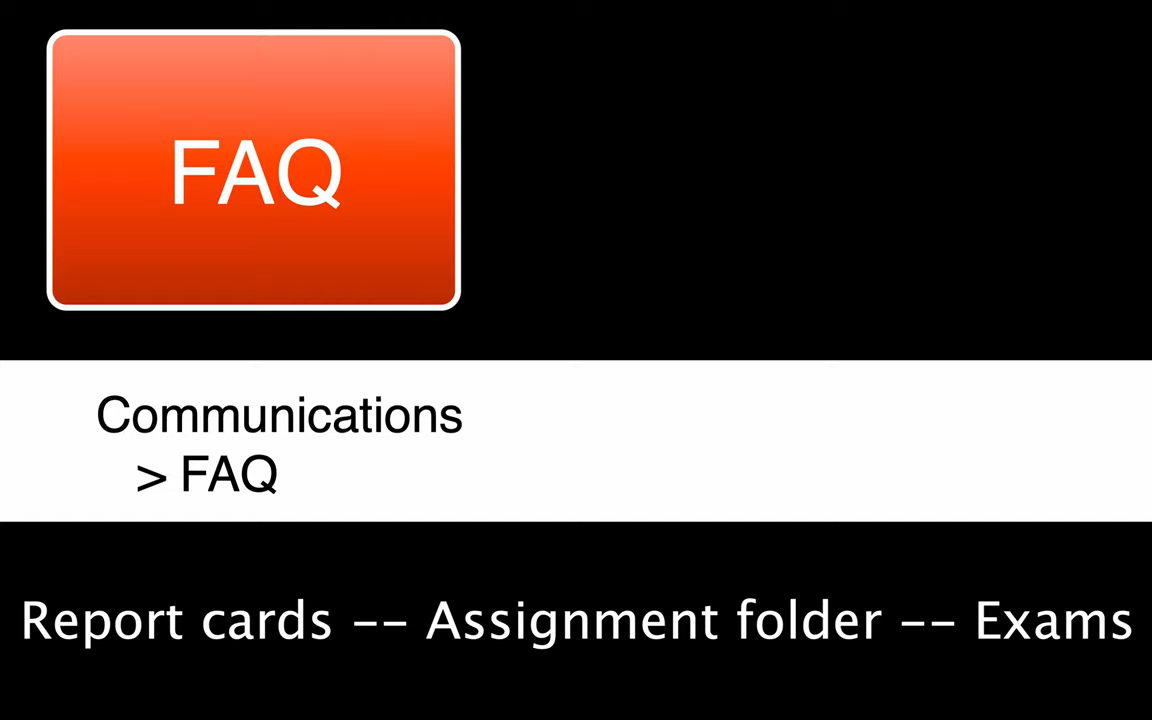 FAQ
Communications
> FAQ
Report cards -- Assignment folder -- Exams